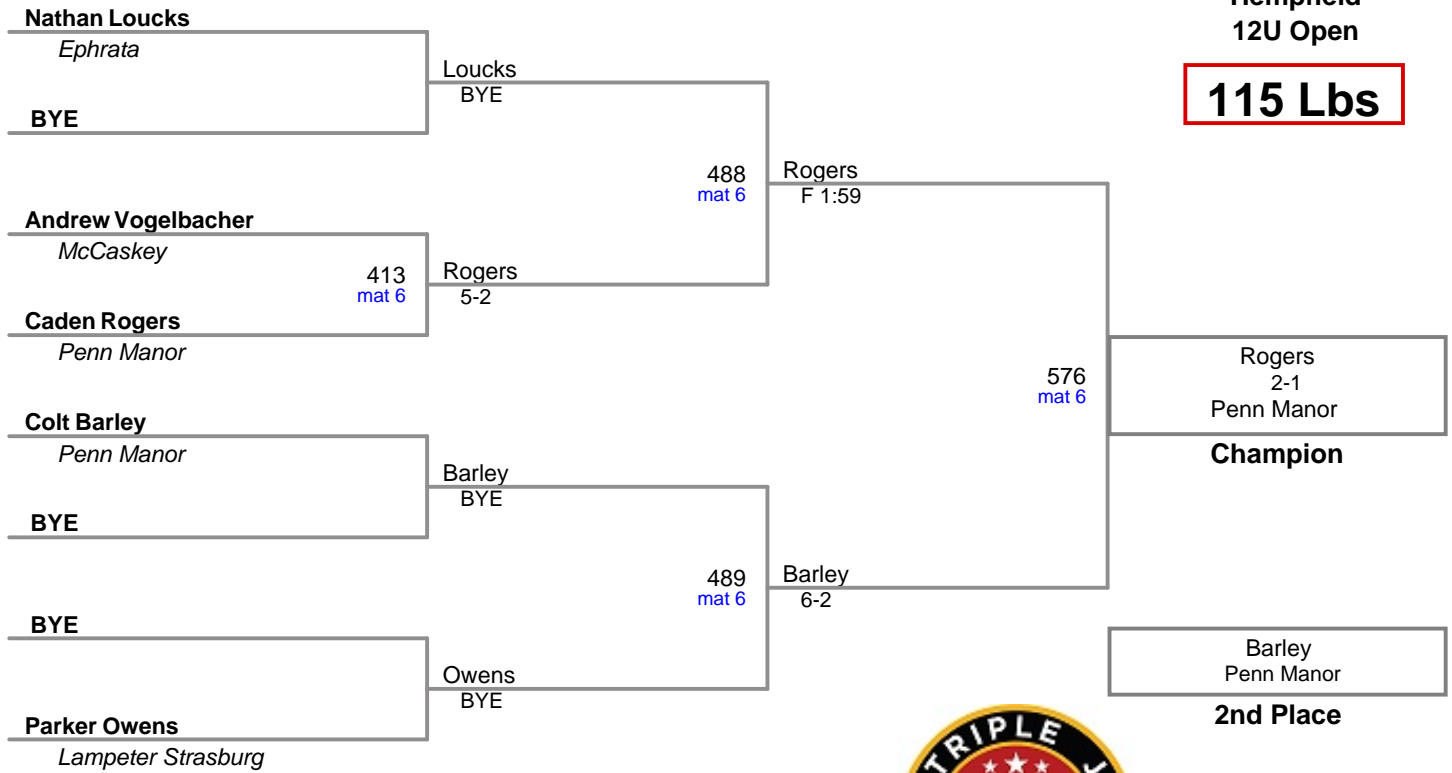 Hempfield
12U Open
115 Lbs
Nathan Loucks
Ephrata
BYE
Loucks
BYE
Andrew Vogelbacher
McCaskey
413
mat 6
Caden Rogers
Penn Manor
Rogers
5-2
488
mat 6
Rogers
F 1:59
Colt Barley
Penn Manor
BYE
Barley
BYE
BYE
Parker Owens
Lampeter Strasburg
Owens
BYE
489
mat 6
Barley
6-2
576
mat 6
Rogers
2-1
Penn Manor
Champion
Barley
Penn Manor
2nd Place
TRIPLE J